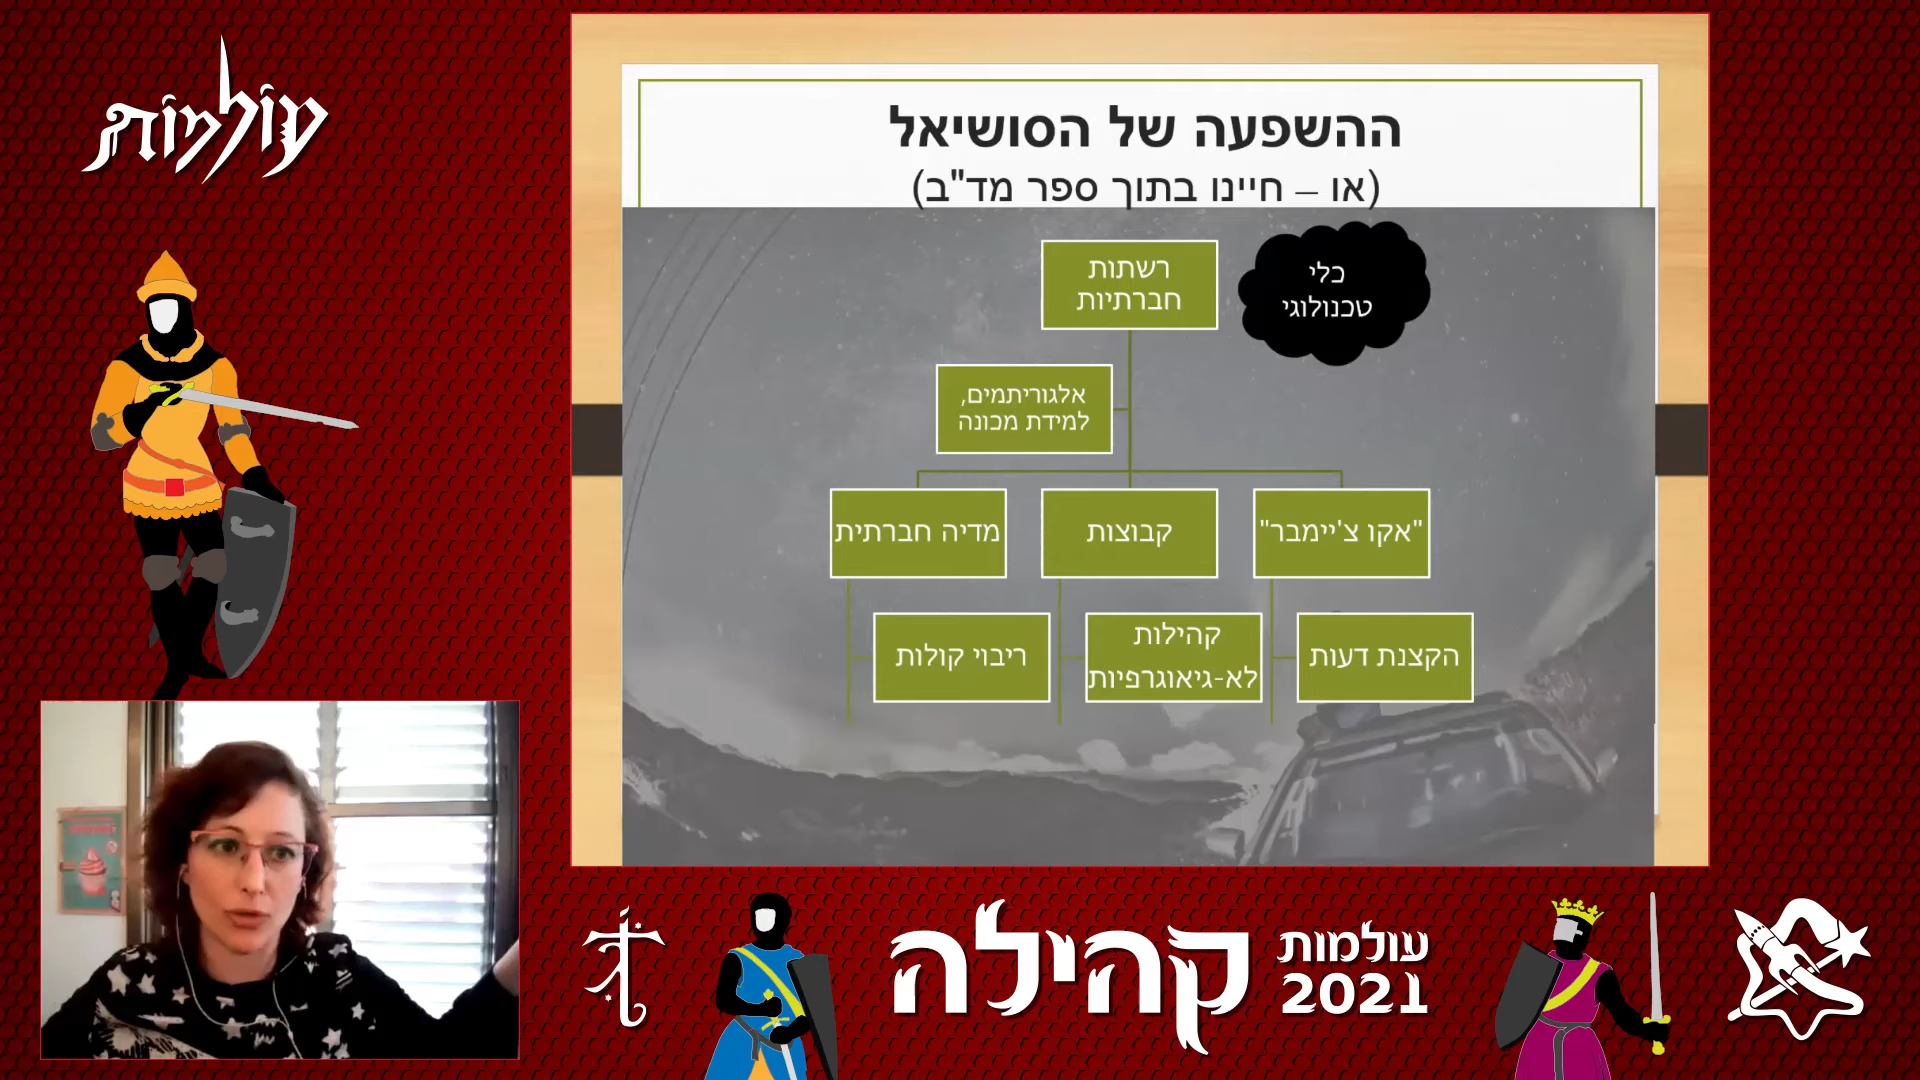 עולמות
ההשפעה של הסושיאל
(או – חיינו בתוך ספר מד"ב)
רשתות
חברתיות
כלי
טכנולוגי
אלגוריתמים,
למידת מכונה
"אקו צ'יימבר"
קבוצות
מדיה חברתית
הקצנת דעות
קהילות
לא-גיאוגרפיות
ריבוי קולות
עולמות
2021
קהילה